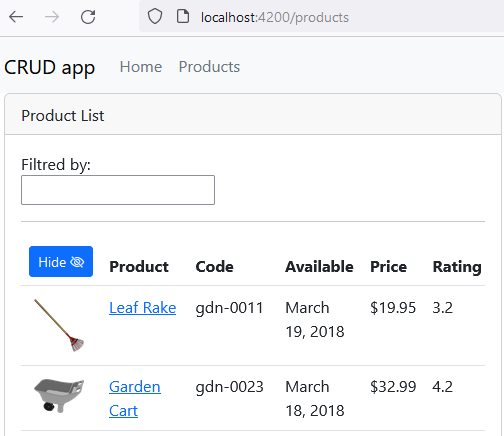 localhost:4200/products
CRUD app Home Products
Product List
Filtred by:
Hide Product Code Available Price Rating
Leaf Rake gdn-0011 March $19.95 3.2
19, 2018
Garden gdn-0023 March $32.99 4.2
Cart 18, 2018